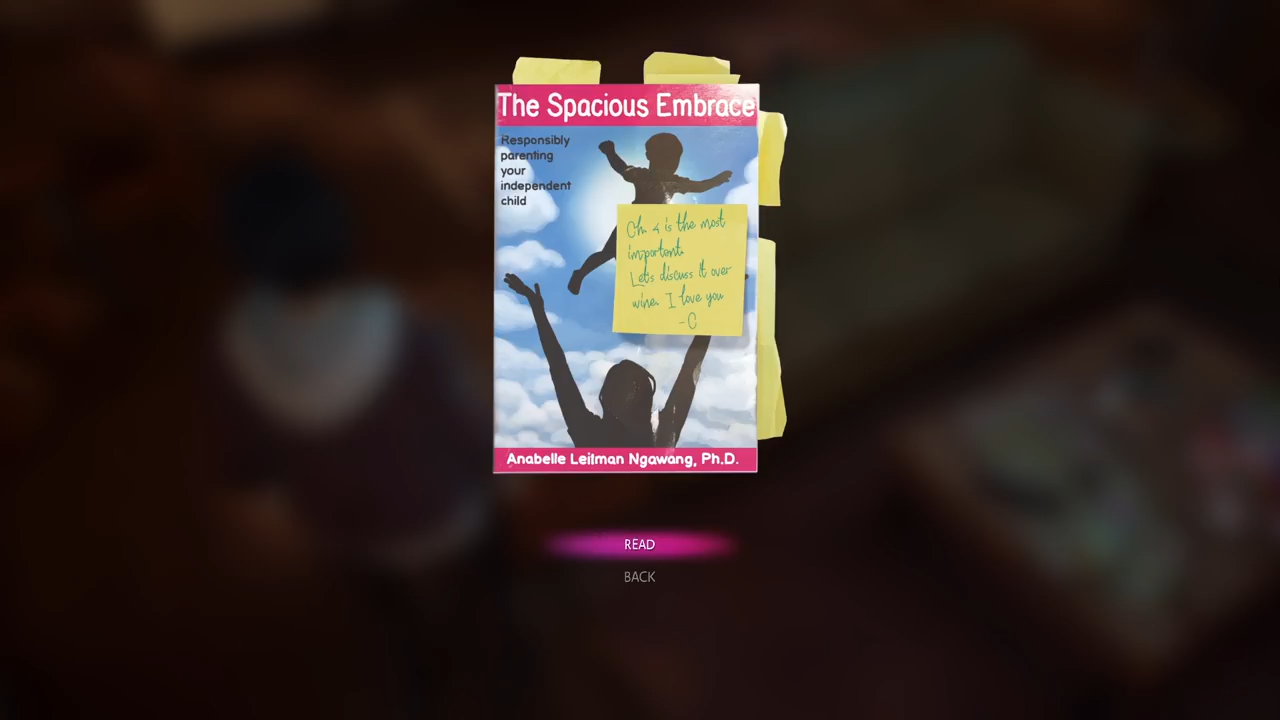 The Spacious Embrace
Responsibly
parenting
your
independent
child
Ch. 4 is the most
important.
Let's discuss it over
wine. I love you
-C
Anabelle Leitman Ngawang, Ph.D.
READ
BACK